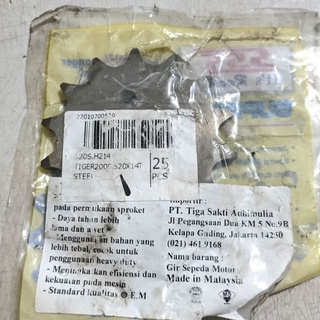 SSS
72010700529
520S.H214
TIGER2000 520X14T
STEEL
25
PCS
pada permukaan sproket
- Daya tahan lebih
lama dan awet
- Menggunakan bahan yang
lebih tebal, cocok untuk
penggunaan heavy duty
- Meningkatkan efisiensi dan
kekuatan pada mesin
- Standard kualitas O.E.M
Importir :
PT. Tiga Sakti Adhimulia
Jl Pegangsaan Dua KM 5 No.9B
Kelapa Gading, Jakarta 14250
(021) 461 9168
Nama barang :
Gir Sepeda Motor
Made in Malaysia